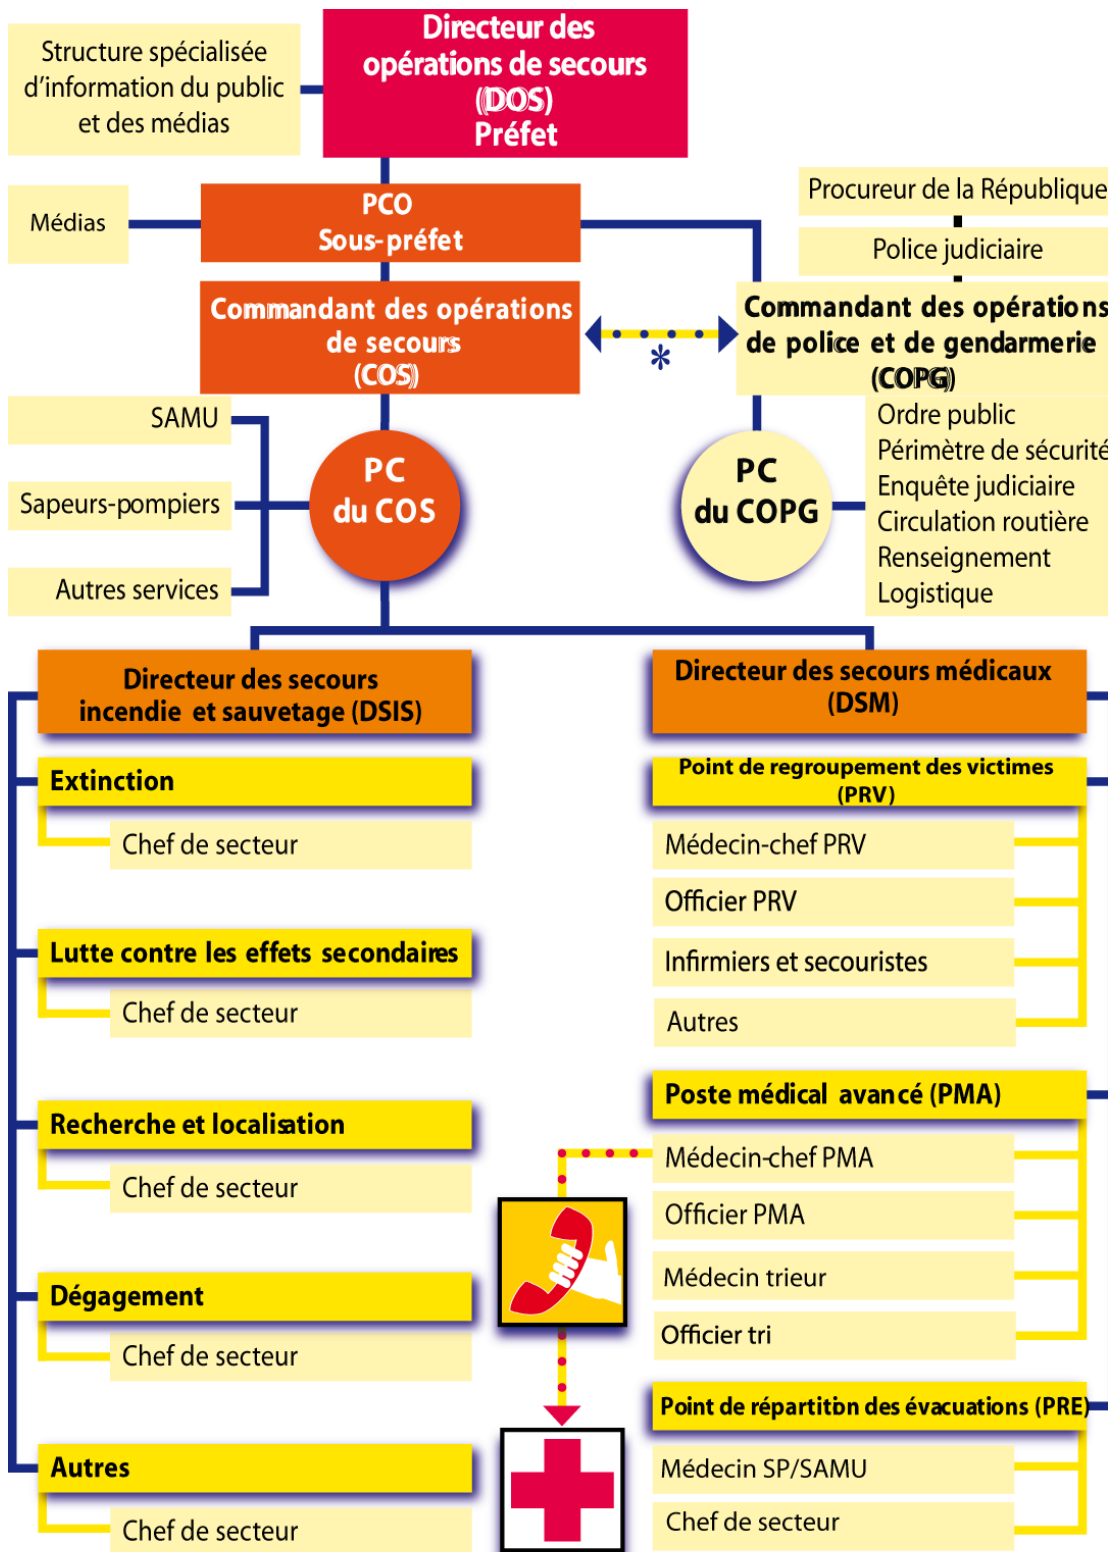 Structure spécialisée
d'information du public
et des médias
Directeur des
opérations de secours
(DOS)
Préfet
Médias
PCO
Sous-préfet
Procureur de la République
Police judiciaire
Commandant des opérations
de secours
(COS)
*
Commandant des opérations
de police et de gendarmerie
(COPG)
SAMU
Sapeurs-pompiers
Autres services
PC
du COS
PC
du COPG
Ordre public
Périmètre de sécurité
Enquête judiciaire
Circulation routière
Renseignement
Logistique
Directeur des secours
incendie et sauvetage (DSIS)
Extinction
Chef de secteur
Lutte contre les effets secondaires
Chef de secteur
Recherche et localisation
Chef de secteur
Dégagement
Chef de secteur
Autres
Chef de secteur
Directeur des secours médicaux
(DSM)
Point de regroupement des victimes
(PRV)
Médecin-chef PRV
Officier PRV
Infirmiers et secouristes
Autres
Poste médical avancé (PMA)
Médecin-chef PMA
Officier PMA
Médecin trieur
Officier tri
Point de répartition des évacuations (PRE)
Médecin SP/SAMU
Chef de secteur